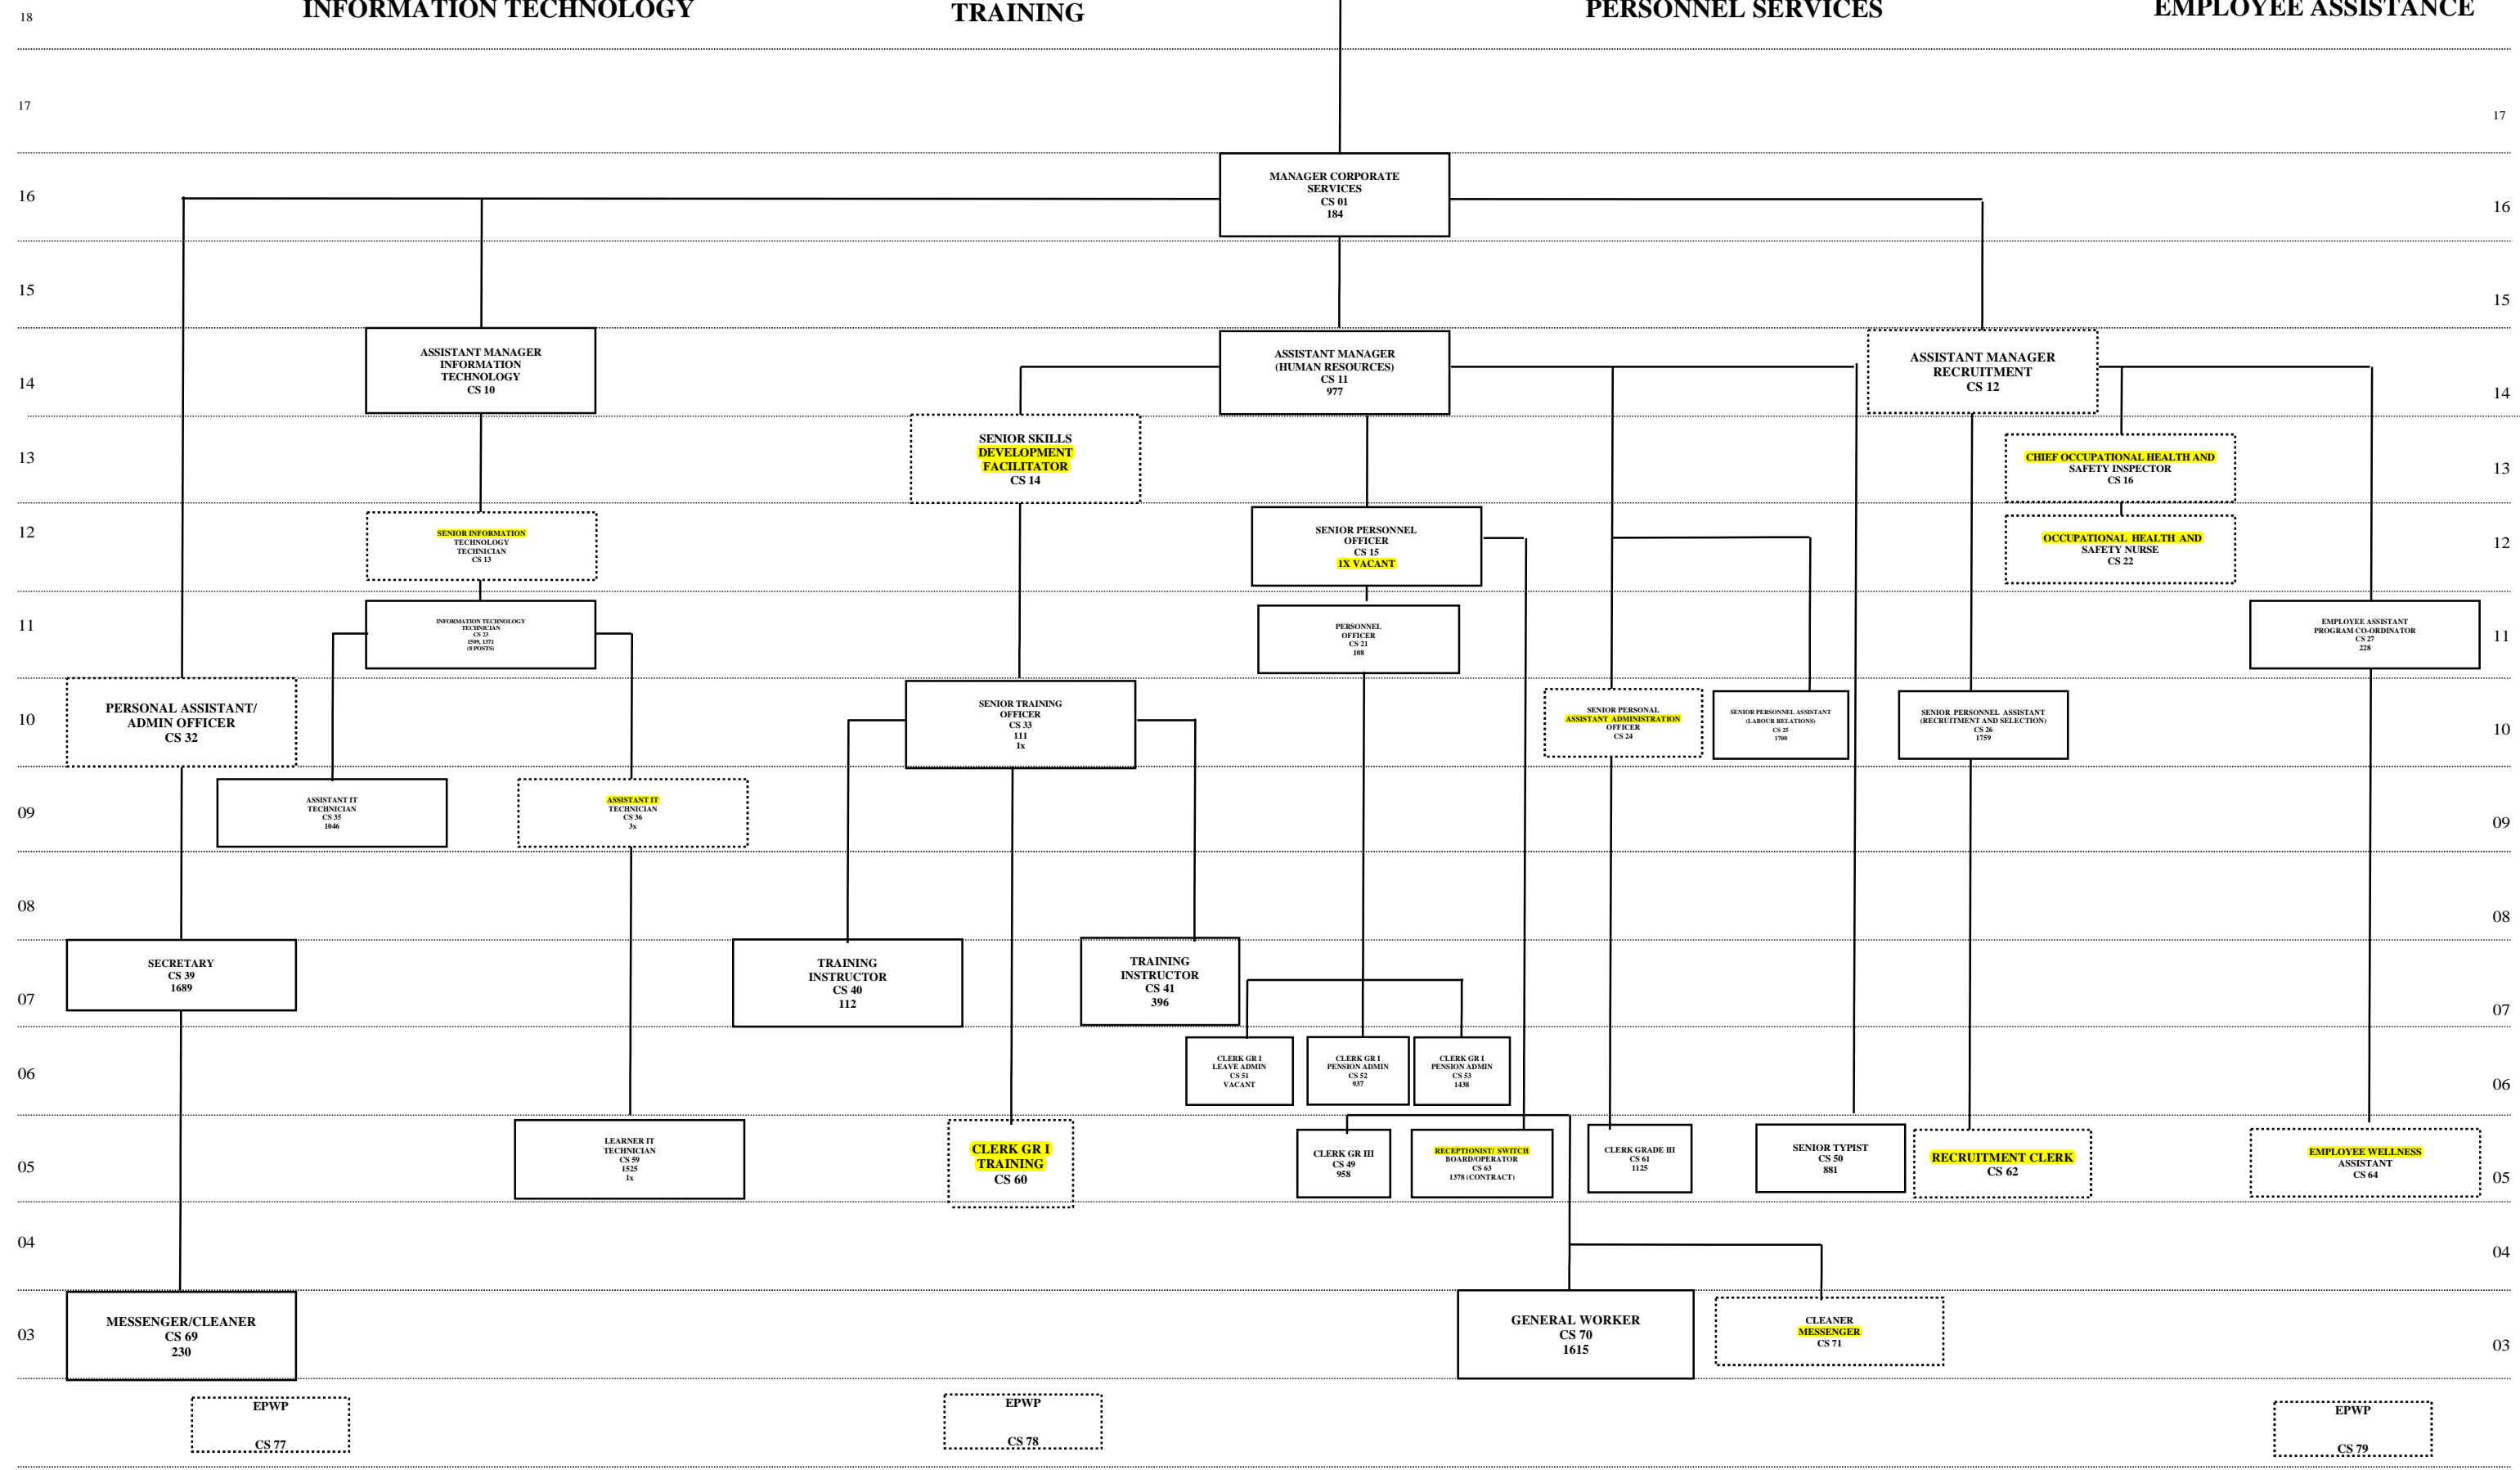 INFORMATION TECHNOLOGY
TRAINING
PERSONNEL SERVICES
EMPLOYEE ASSISTANCE
18
17
17
MANAGER CORPORATE
SERVICES
CS 01
184
16
16
15
15
ASSISTANT MANAGER
INFORMATION
TECHNOLOGY
CS 10
ASSISTANT MANAGER
(HUMAN RESOURCES)
CS 11
977
ASSISTANT MANAGER
RECRUITMENT
CS 12
14
14
SENIOR SKILLS
DEVELOPMENT
FACILITATOR
CS 14
CHIEF OCCUPATIONAL HEALTH AND
SAFETY INSPECTOR
CS 16
13
13
SENIOR INFORMATION
TECHNOLOGY
TECHNICIAN
CS 13
SENIOR PERSONNEL
OFFICER
CS 15
1X VACANT
OCCUPATIONAL HEALTH AND
SAFETY NURSE
CS 22
12
12
INFORMATION TECHNOLOGY
TECHNICIAN
CS 23
1509, 1371
(8 POSTS)
PERSONNEL
OFFICER
CS 21
108
EMPLOYEE ASSISTANT
PROGRAM CO-ORDINATOR
CS 27
228
11
11
PERSONAL ASSISTANT/
ADMIN OFFICER
CS 32
SENIOR TRAINING
OFFICER
CS 33
111
1x
SENIOR PERSONAL
ASSISTANT ADMINISTRATION
OFFICER
CS 24
SENIOR PERSONNEL ASSISTANT
(LABOUR RELATIONS)
CS 25
1700
SENIOR PERSONNEL ASSISTANT
(RECRUITMENT AND SELECTION)
CS 26
1759
10
10
ASSISTANT IT
TECHNICIAN
CS 35
1046
ASSISTANT IT
TECHNICIAN
CS 36
3x
09
09
08
08
SECRETARY
CS 39
1689
TRAINING
INSTRUCTOR
CS 40
112
TRAINING
INSTRUCTOR
CS 41
396
07
07
CLERK GR I
LEAVE ADMIN
CS 51
VACANT
CLERK GR I
PENSION ADMIN
CS 52
937
CLERK GR I
PENSION ADMIN
CS 53
1438
06
06
LEARNER IT
TECHNICIAN
CS 59
1525
1x
CLERK GR I
TRAINING
CS 60
CLERK GR III
CS 49
958
RECEPTIONIST/ SWITCH
BOARD/OPERATOR
CS 63
1378 (CONTRACT)
CLERK GRADE III
CS 61
1125
SENIOR TYPIST
CS 50
881
RECRUITMENT CLERK
CS 62
EMPLOYEE WELLNESS
ASSISTANT
CS 64
05
05
04
04
MESSENGER/CLEANER
CS 69
230
GENERAL WORKER
CS 70
1615
CLEANER
MESSENGER
CS 71
03
03
EPWP
CS 77
EPWP
CS 78
EPWP
CS 79